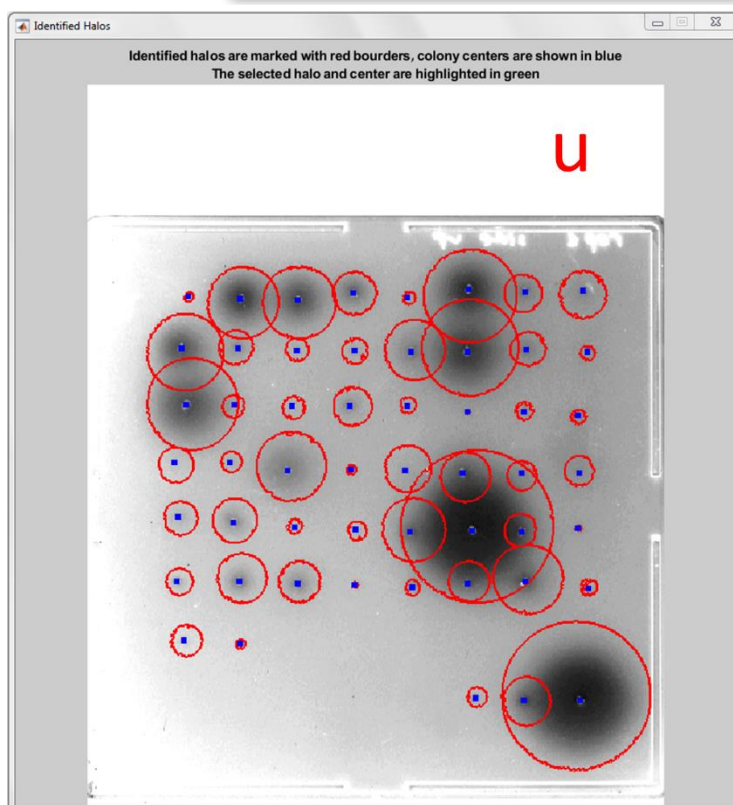 Identified Halos
Identified halos are marked with red bourders, colony centers are shown in blue
The selected halo and center are highlighted in green
u